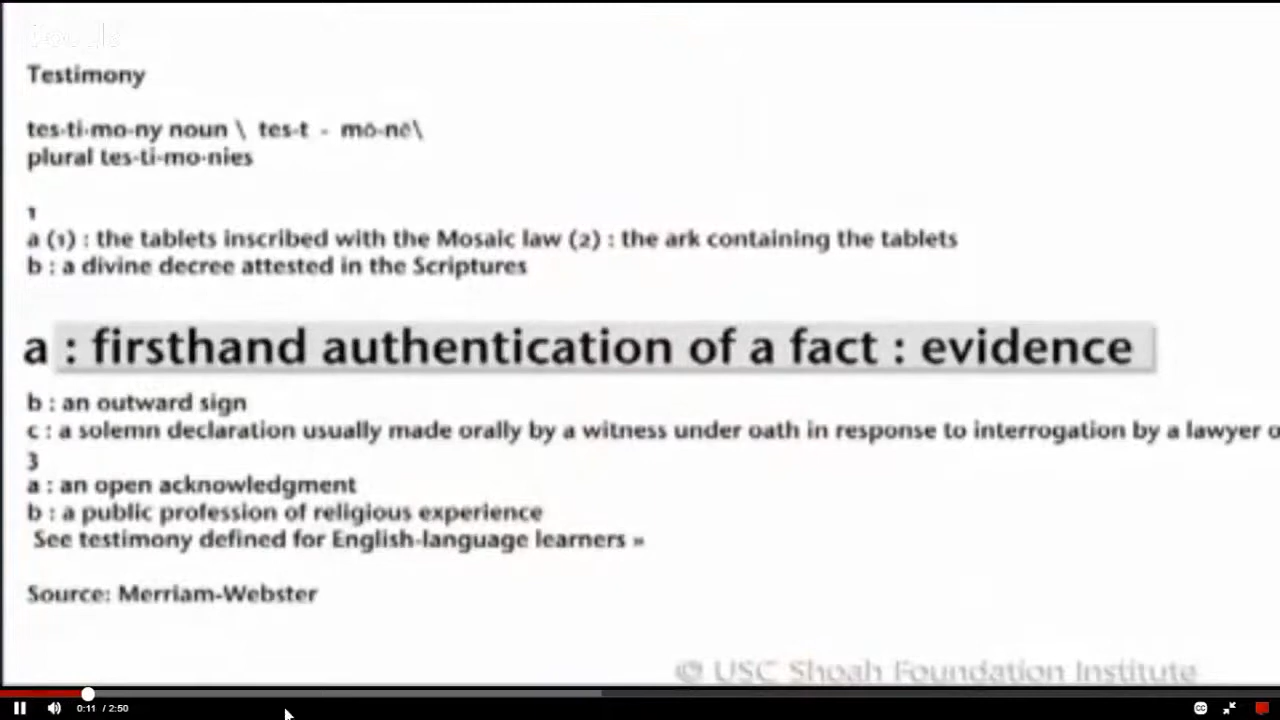 Testimony
tes-ti-mo-ny noun \ tes-t - mō-nē\
plural tes-ti-mo-nies
1
a (1) : the tablets inscribed with the Mosaic law (2) : the ark containing the tablets
b : a divine decree attested in the Scriptures
a : firsthand authentication of a fact : evidence
b : an outward sign
c : a solemn declaration usually made orally by a witness under oath in response to interrogation by a lawyer
3
a : an open acknowledgment
b : a public profession of religious experience
See testimony defined for English-language learners »
Source: Merriam-Webster
© USC Shoah Foundation Institute
0:11 / 2:50
CC